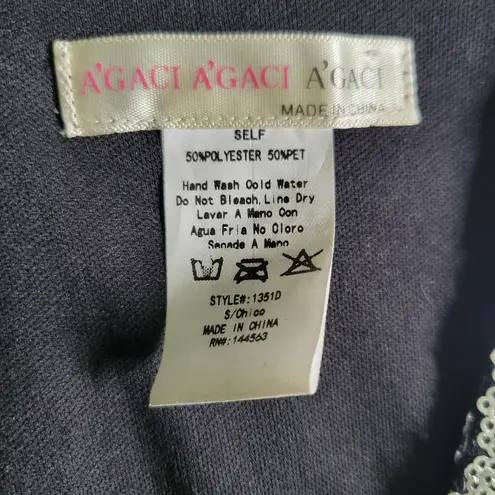 A'GACI A'GACI A'GACI
MADE IN CHINA
SELF
50%POLYESTER 50%PET
Hand Wash Cold Water
Do Not Bleach,Line Dry
Lavar A Mano Con
Agua Fria No Cloro
Senade A Mano
STYLE#:1351D
S/Chico
MADE IN CHINA
RN#:144563